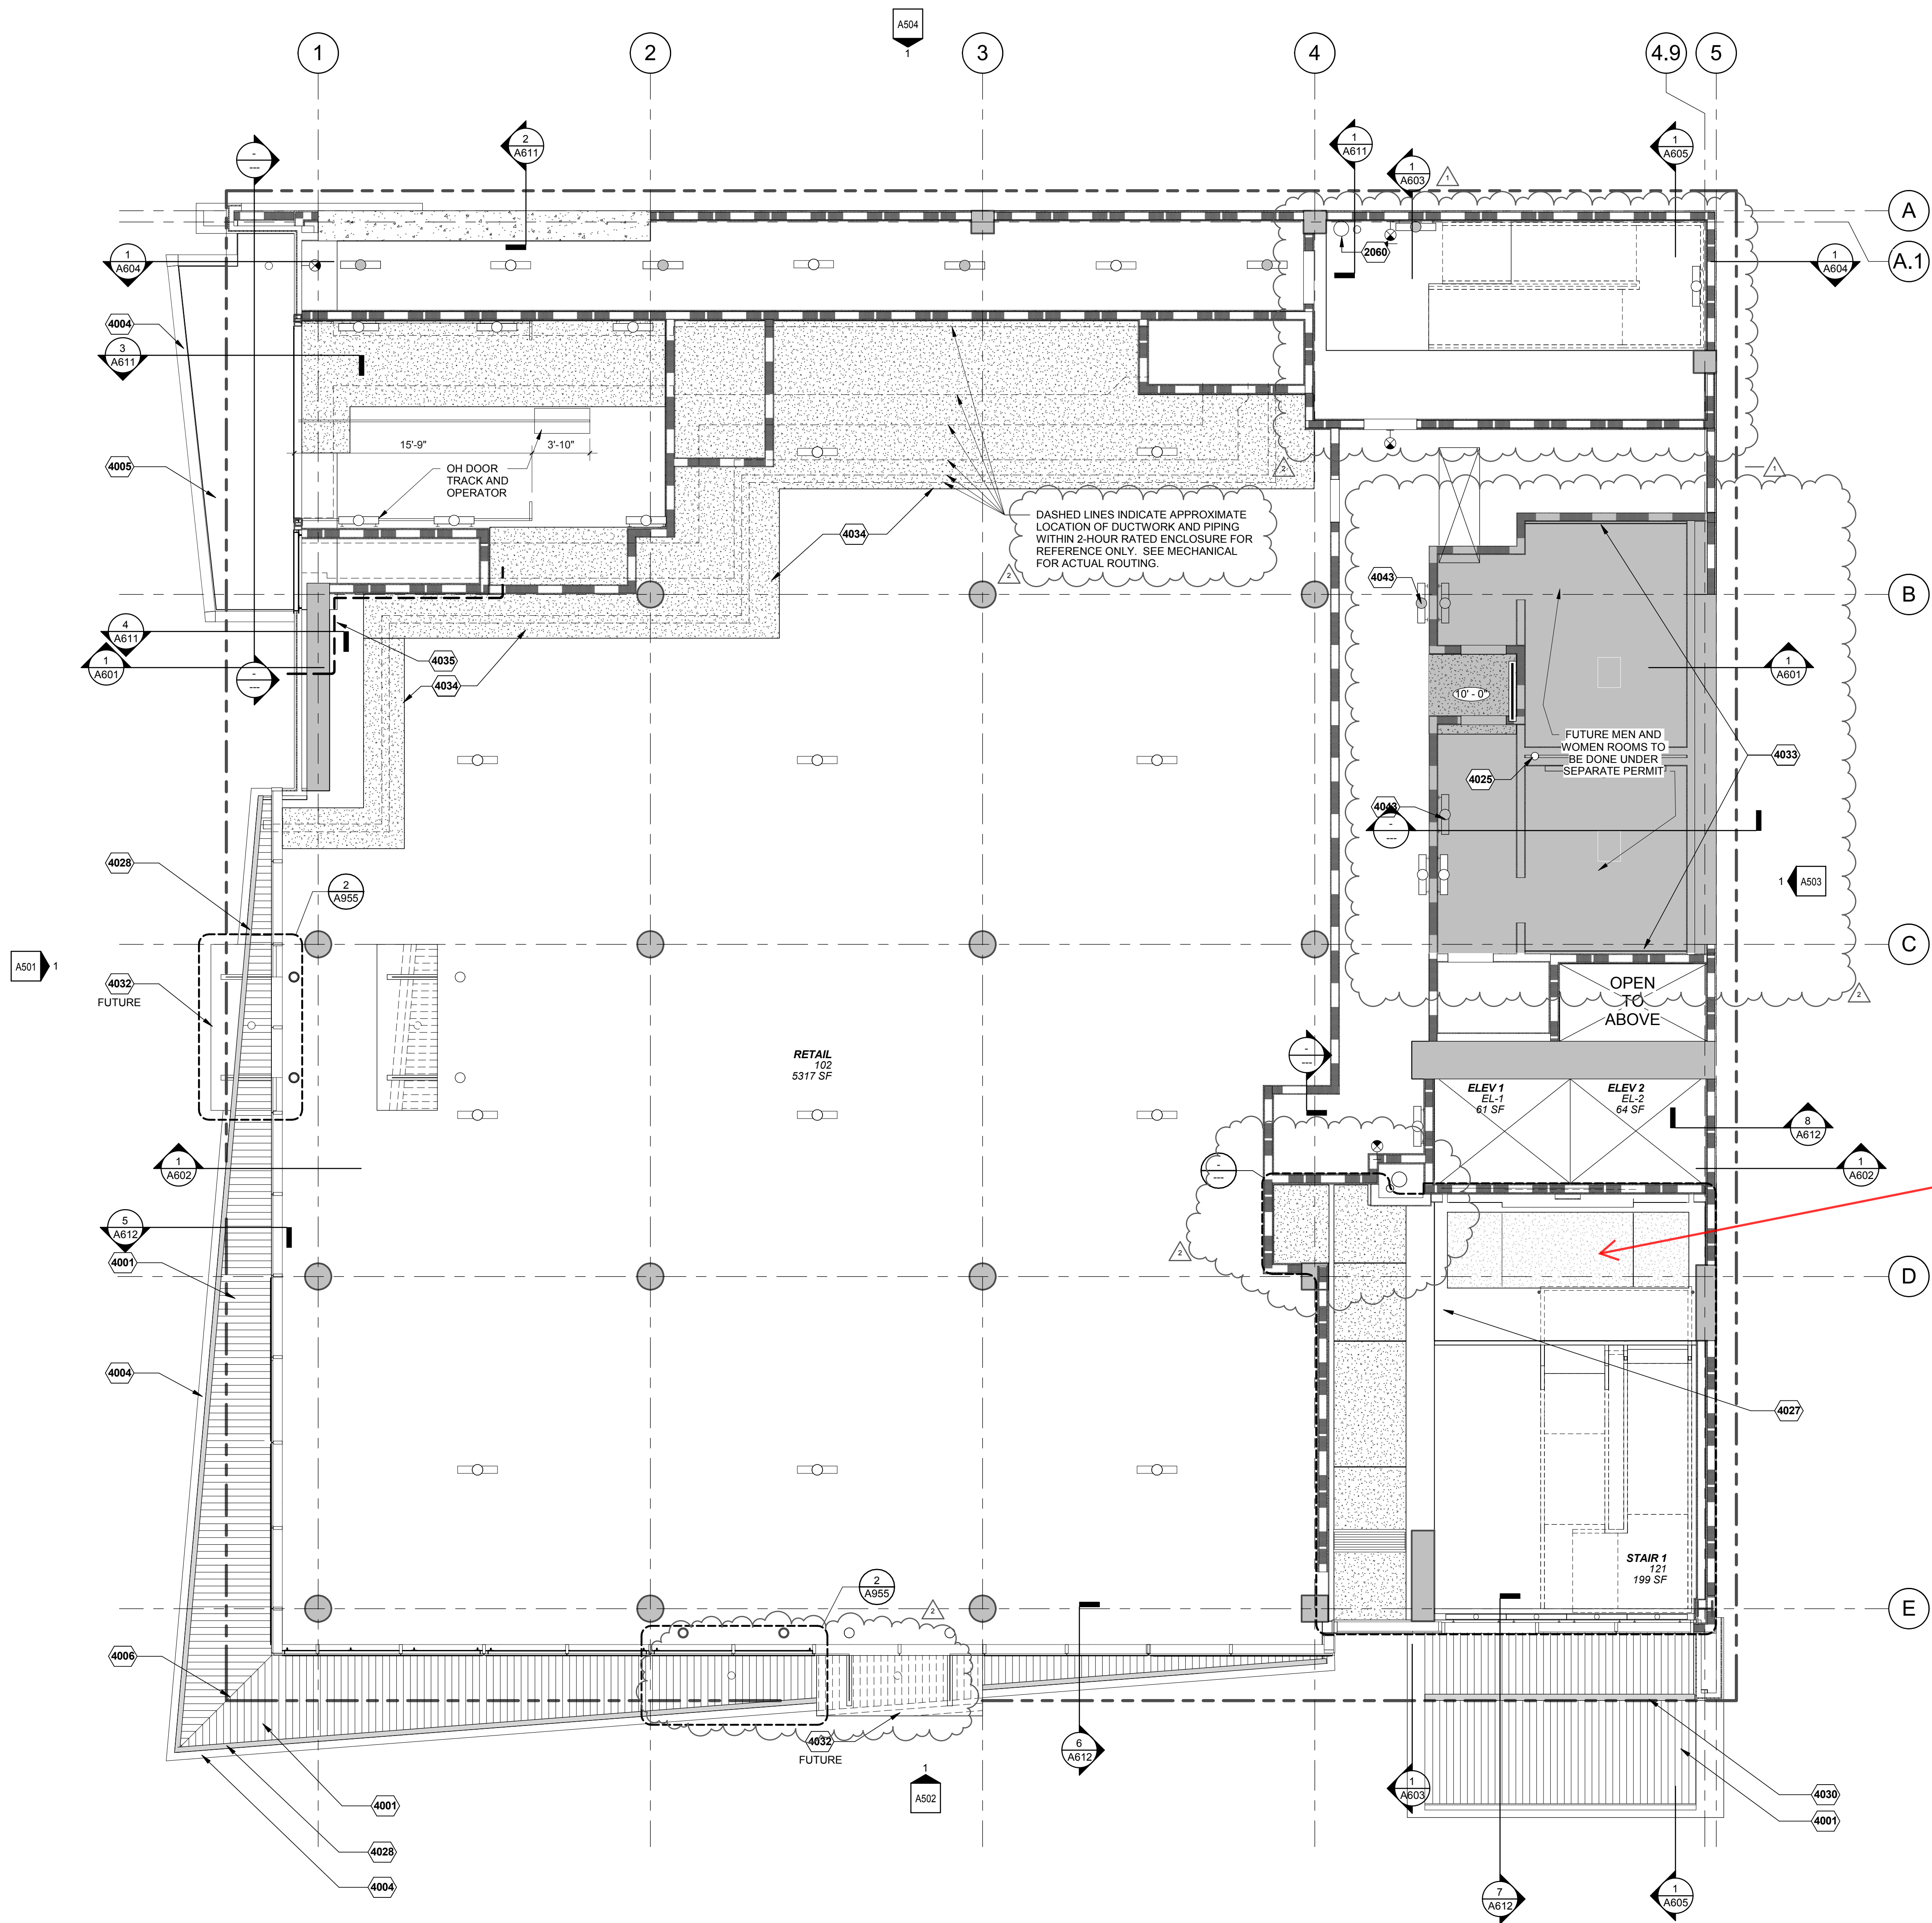 A504
1
1
2
3
4
4.9
5
2
A611
1
A611
1
A603
1
1
A605
-
---
A
A.1
1
A604
2060
1
A604
4004
3
A611
4005
15'-9"
3'-10"
OH DOOR
TRACK AND
OPERATOR
2
1
DASHED LINES INDICATE APPROXIMATE
LOCATION OF DUCTWORK AND PIPING
WITHIN 2-HOUR RATED ENCLOSURE FOR
REFERENCE ONLY. SEE MECHANICAL
FOR ACTUAL ROUTING.
4034
2
4043
B
4
A611
1
A601
-
---
4035
4034
10' - 0"
1
A601
FUTURE MEN AND
WOMEN ROOMS TO
BE DONE UNDER
SEPARATE PERMIT
4025
4033
4043
-
---
4028
2
A955
1
A503
C
A501
1
4032
FUTURE
OPEN
TO
ABOVE
2
RETAIL
102
5317 SF
-
---
ELEV 1
EL-1
61 SF
ELEV 2
EL-2
64 SF
8
A612
1
A602
-
---
1
A602
5
A612
4001
2
D
4004
4027
STAIR 1
121
199 SF
2
A955
2
E
4006
4032
FUTURE
6
A612
1
A502
1
A603
4001
4030
4001
4028
4004
7
A612
1
A605